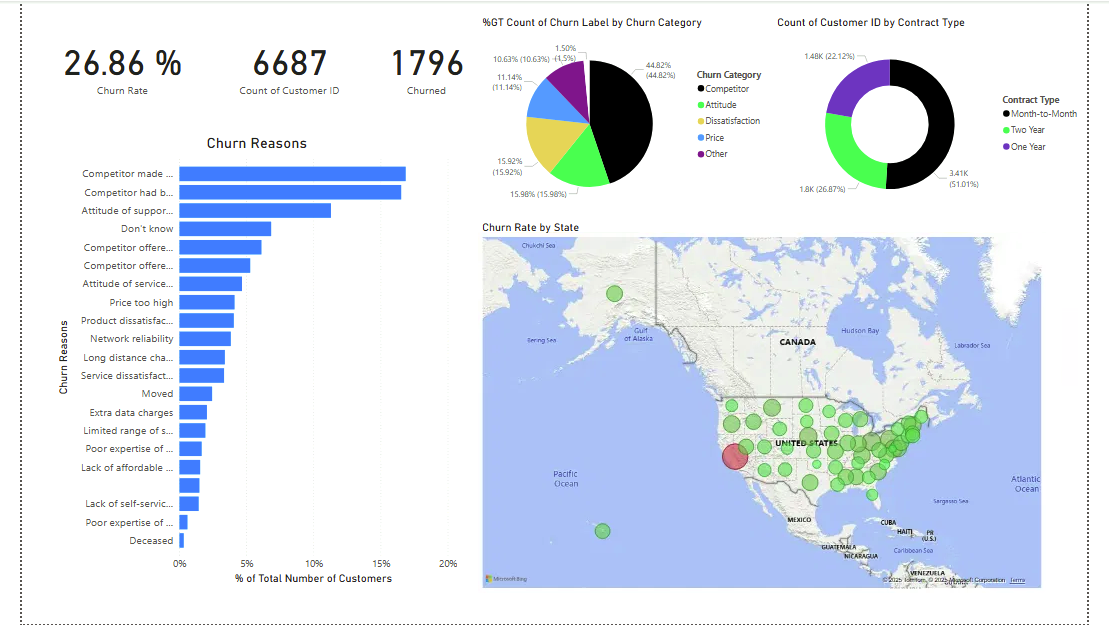 26.86 %
Churn Rate
6687
Count of Customer ID
1796
Churned
%GT Count of Churn Label by Churn Category
1.50%
(1.5%)
10.63% (10.63%)
11.14%
(11.14%)
15.92%
(15.92%)
15.98% (15.98%)
44.82%
(44.82%)
Churn Category
Competitor
Attitude
Dissatisfaction
Price
Other
Count of Customer ID by Contract Type
1.48K (22.12%)
1.8K (26.87%)
3.41K
(51.01%)
Contract Type
Month-to-Month
Two Year
One Year
Churn Reasons
Churn Reasons
Competitor made ...
Competitor had b...
Attitude of suppor...
Don't know
Competitor offere...
Competitor offere...
Attitude of service...
Price too high
Product dissatisfac...
Network reliability
Long distance cha...
Service dissatisfact...
Moved
Extra data charges
Limited range of s...
Poor expertise of ...
Lack of affordable ...
Lack of self-servic...
Poor expertise of ...
Deceased
0%
5%
10%
15%
20%
% of Total Number of Customers
Churn Rate by State
Chukchi Sea
Bering Sea
Gulf
of Alaska
CANADA
Hudson Bay
Labrador Sea
UNITED STATES
Pacific
Ocean
Atlantic
Ocean
Sargasso Sea
MEXICO
CUBA
HAITI
PR
(U.S.)
GUATEMALA
NICARAGUA
Caribbean Sea
VENEZUELA
Microsoft Bing
© 2025 TomTom, © 2025 Microsoft Corporation Terms